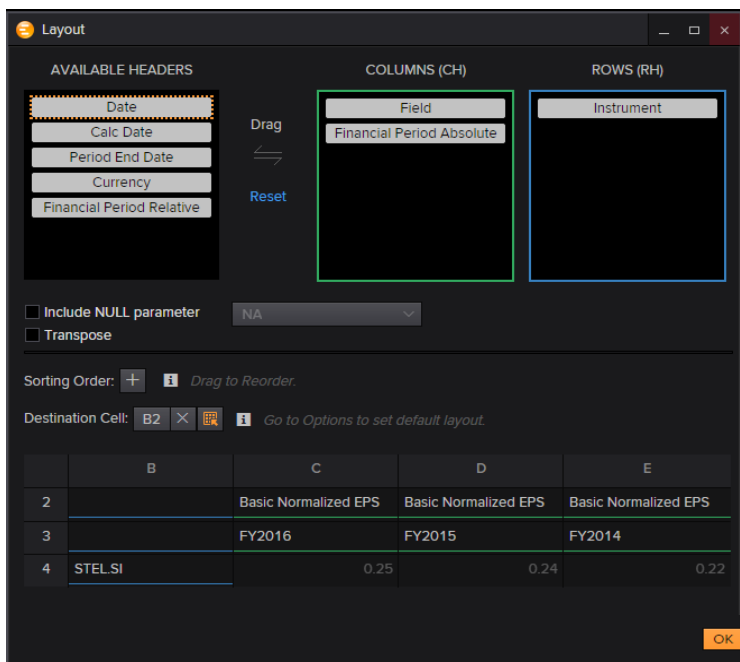 Layout
AVAILABLE HEADERS
COLUMNS (CH)
ROWS (RH)
Date
Calc Date
Period End Date
Currency
Financial Period Relative
Drag
Reset
Field
Financial Period Absolute
Instrument
Include NULL parameter
NA
Transpose
Sorting Order: + i Drag to Reorder.
Destination Cell: B2 X i Go to Options to set default layout.
B C D E
2 Basic Normalized EPS Basic Normalized EPS Basic Normalized EPS
3 FY2016 FY2015 FY2014
4 STEL.SI 0.25 0.24 0.22
OK